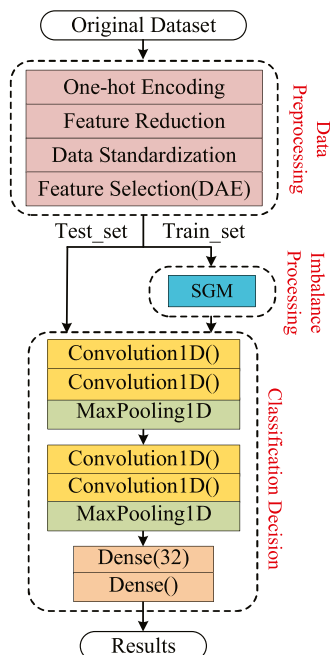 Original Dataset
One-hot Encoding
Feature Reduction
Data Standardization
Feature Selection(DAE)
Data
Preprocessing
Test_set
Train_set
SGM
Imbalance
Processing
Convolution1D()
Convolution1D()
MaxPooling1D
Convolution1D()
Convolution1D()
MaxPooling1D
Dense(32)
Dense()
Classification Decision
Results